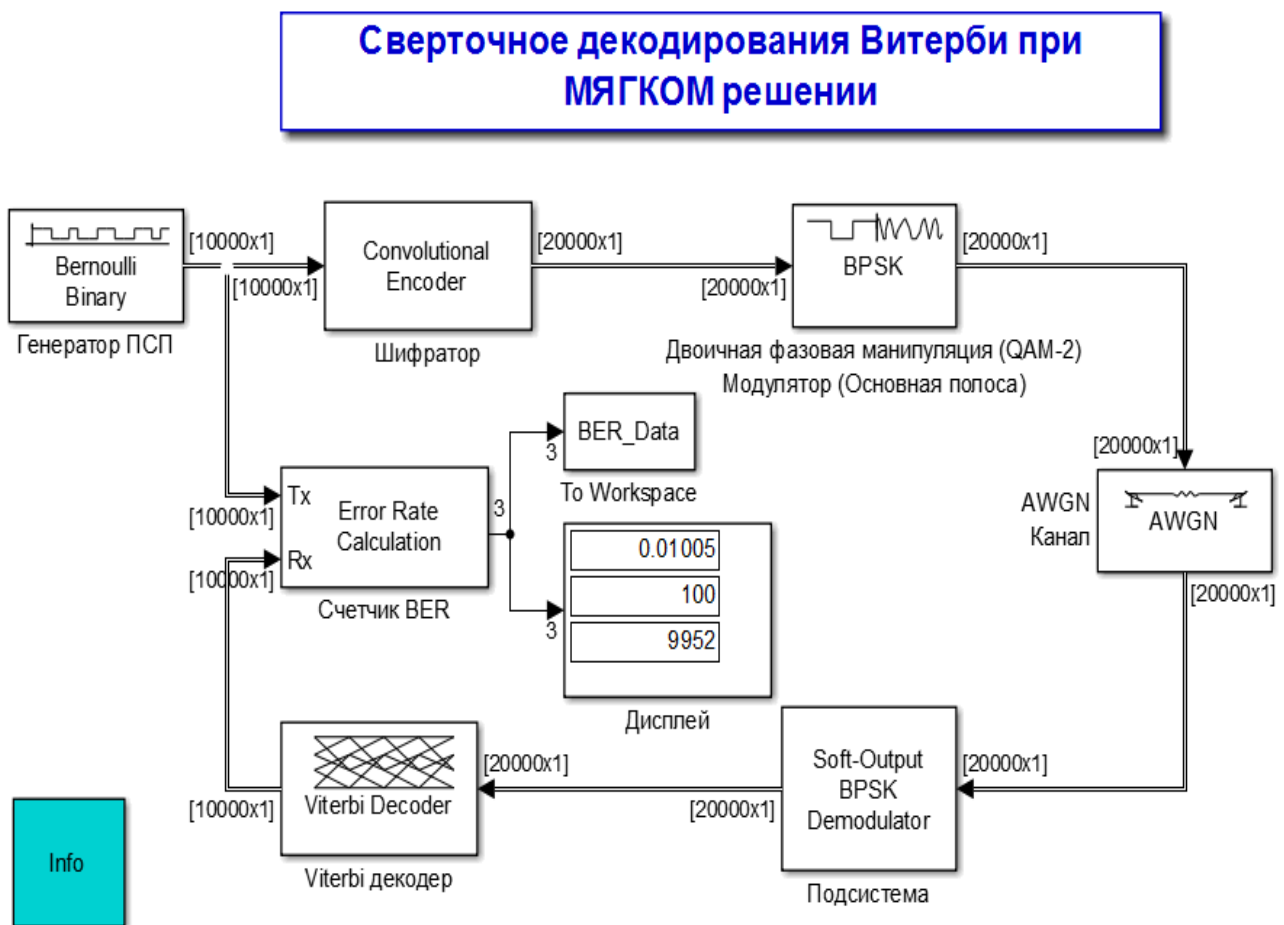 Сверточное декодирования Витерби при
МЯГКОМ решении
Bernoulli
Binary
Генератор ПСП
[10000x1]
[10000x1]
Convolutional
Encoder
Шифратор
[20000x1]
[20000x1]
BPSK
Двоичная фазовая манипуляция (QAM-2)
Модулятор (Основная полоса)
[20000x1]
[20000x1]
AWGN
Канал
AWGN
[20000x1]
BER_Data
3
To Workspace
Tx
Rx
Error Rate
Calculation
[10000x1]
[10000x1]
Счетчик BER
3
3
0.01005
100
9952
Дисплей
Viterbi Decoder
Viterbi декодер
[10000x1]
[20000x1]
[20000x1]
Soft-Output
BPSK
Demodulator
Подсистема
[20000x1]
Info